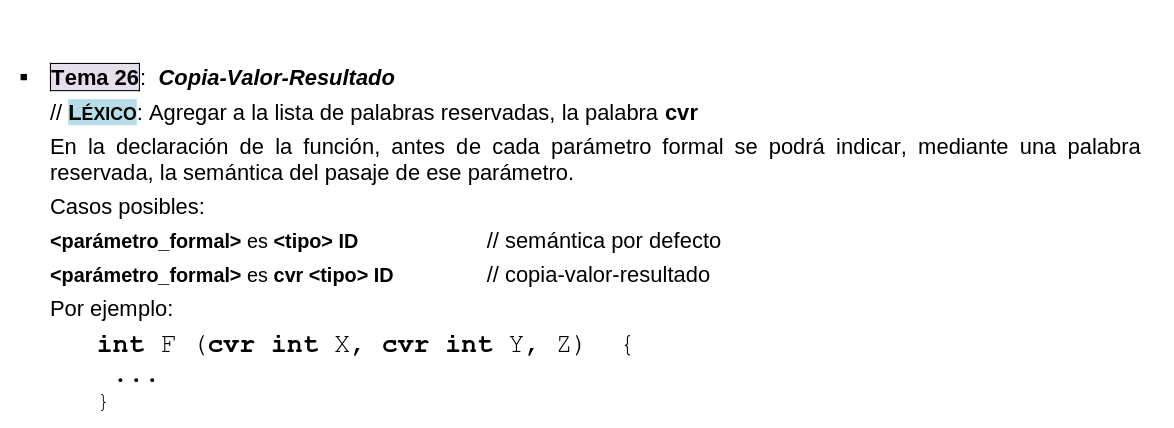 ▪ Tema 26: Copia-Valor-Resultado
// LÉXICO: Agregar a la lista de palabras reservadas, la palabra cvr
En la declaración de la función, antes de cada parámetro formal se podrá indicar, mediante una palabra
reservada, la semántica del pasaje de ese parámetro.
Casos posibles:
<parámetro_formal> es <tipo> ID // semántica por defecto
<parámetro_formal> es cvr <tipo> ID // copia-valor-resultado
Por ejemplo:
int F (cvr int X, cvr int Y, Z) {
...
}